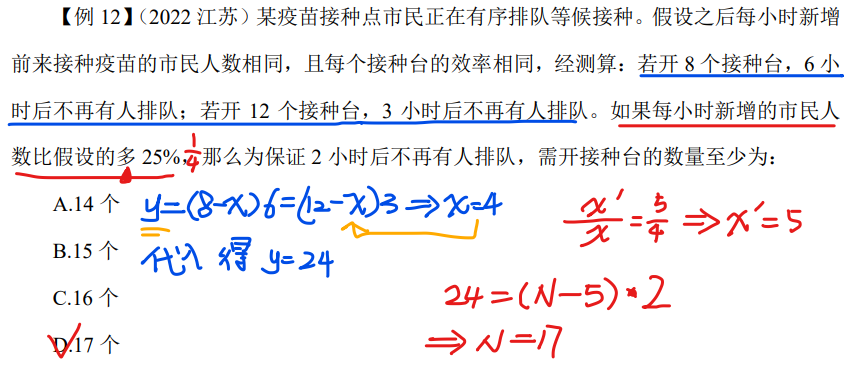 【例 12】（2022 江苏）某疫苗接种点市民正在有序排队等候接种。假设之后每小时新增
前来接种疫苗的市民人数相同，且每个接种台的效率相同，经测算：若开 8 个接种台，6 小
时后不再有人排队；若开 12 个接种台，3 小时后不再有人排队。如果每小时新增的市民人
数比假设的多 25%，1/4 那么为保证 2 小时后不再有人排队，需开接种台的数量至少为：
A.14 个
y=(8-x)6=(12-x)3⇒x=4
x'/x=5/4⇒x'=5
B.15 个
代入 得 y=24
C.16 个
24=(N-5)·2
D.17 个
⇒N=17